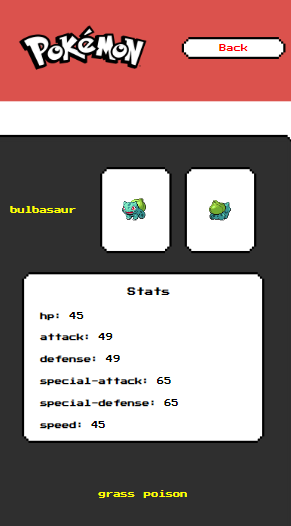 POKéMON
Back
bulbasaur
Stats
hp: 45
attack: 49
defense: 49
special-attack: 65
special-defense: 65
speed: 45
grass poison